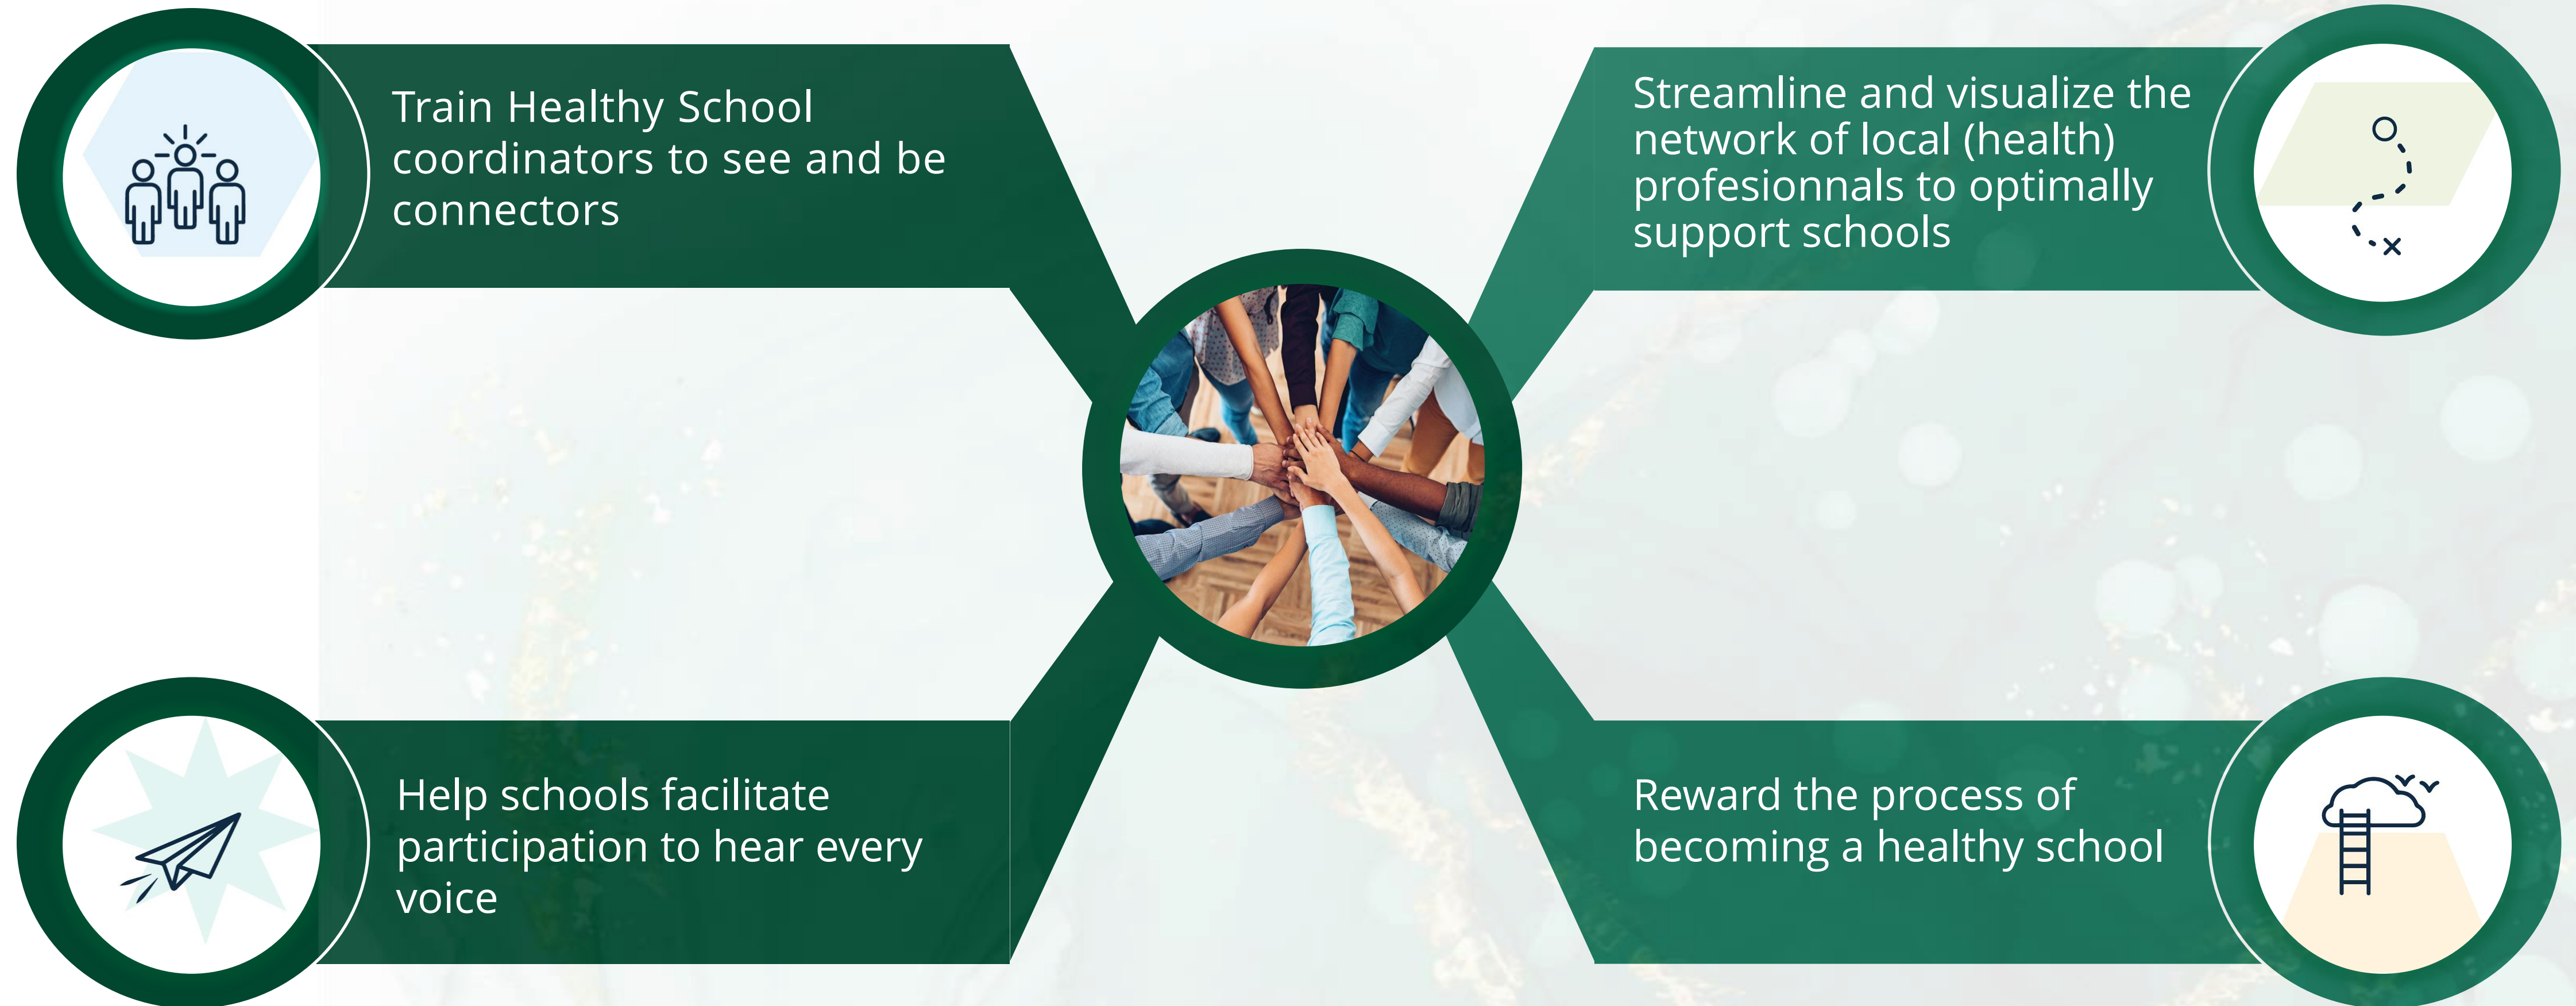 Train Healthy School
coordinators to see and be
connectors
Streamline and visualize the
network of local (health)
profesionnals to optimally
support schools
Help schools facilitate
participation to hear every
voice
Reward the process of
becoming a healthy school